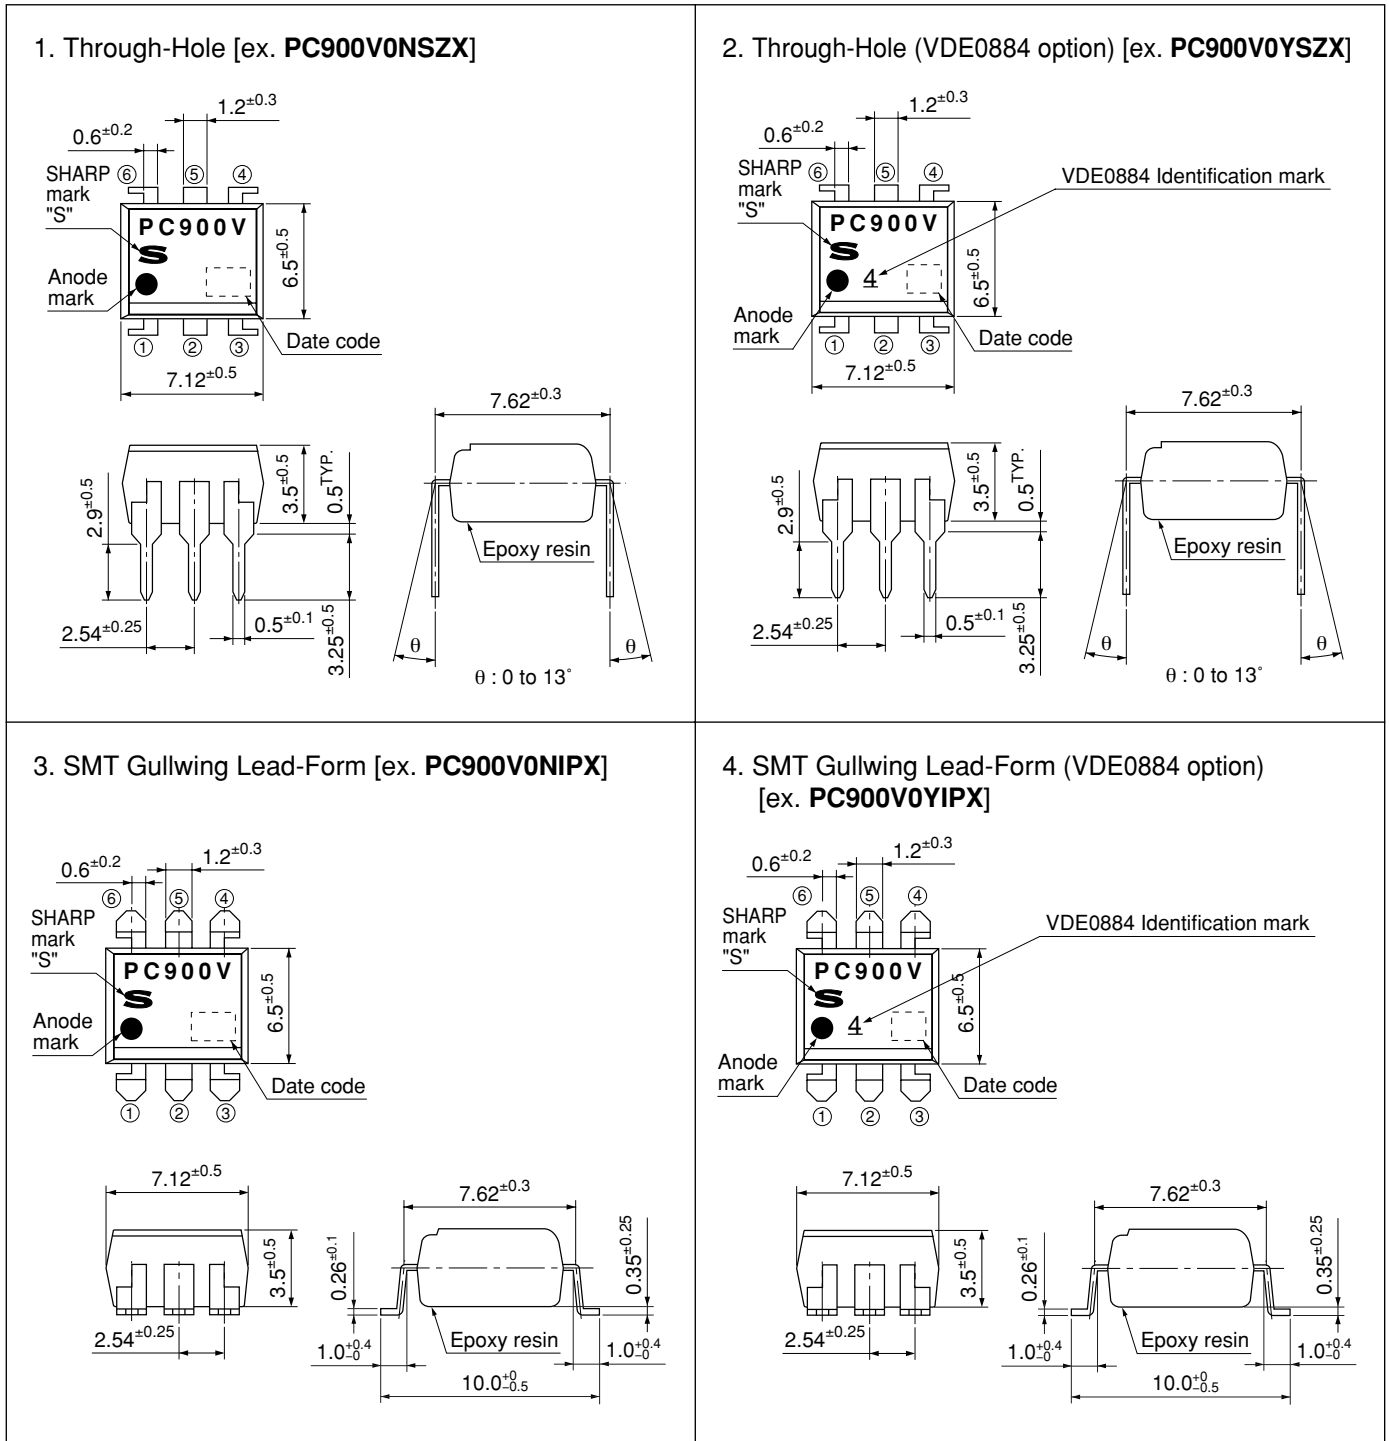 1. Through-Hole [ex. PC900V0NSZX]
1.2±0.3
0.6±0.2
SHARP
mark
"S"
⑥ ⑤ ④
PC900V
S
6.5±0.5
Anode
mark
Date code
① ② ③
7.12±0.5
7.62±0.3
2.9±0.5
3.5±0.5
0.5TYP.
Epoxy resin
2.54±0.25
0.5±0.1
3.25±0.5
θ
θ
θ : 0 to 13˚
2. Through-Hole (VDE0884 option) [ex. PC900V0YSZX]
1.2±0.3
0.6±0.2
SHARP
mark
"S"
⑥ ⑤ ④
VDE0884 Identification mark
PC900V
S
4
6.5±0.5
Anode
mark
Date code
① ② ③
7.12±0.5
7.62±0.3
2.9±0.5
3.5±0.5
0.5TYP.
Epoxy resin
2.54±0.25
0.5±0.1
3.25±0.5
θ
θ
θ : 0 to 13˚
3. SMT Gullwing Lead-Form [ex. PC900V0NIPX]
1.2±0.3
0.6±0.2
⑥ ⑤ ④
SHARP
mark
"S"
PC900V
S
6.5±0.5
Anode
mark
Date code
① ② ③
7.12±0.5
7.62±0.3
3.5±0.5
0.26±0.1
0.35±0.25
2.54±0.25
Epoxy resin
1.0+0.4−0
1.0+0.4−0
10.0+0−0.5
4. SMT Gullwing Lead-Form (VDE0884 option)
[ex. PC900V0YIPX]
1.2±0.3
0.6±0.2
⑥ ⑤ ④
SHARP
mark
"S"
VDE0884 Identification mark
PC900V
S
4
6.5±0.5
Anode
mark
Date code
① ② ③
7.12±0.5
7.62±0.3
3.5±0.5
0.26±0.1
0.35±0.25
2.54±0.25
Epoxy resin
1.0+0.4−0
1.0+0.4−0
10.0+0−0.5